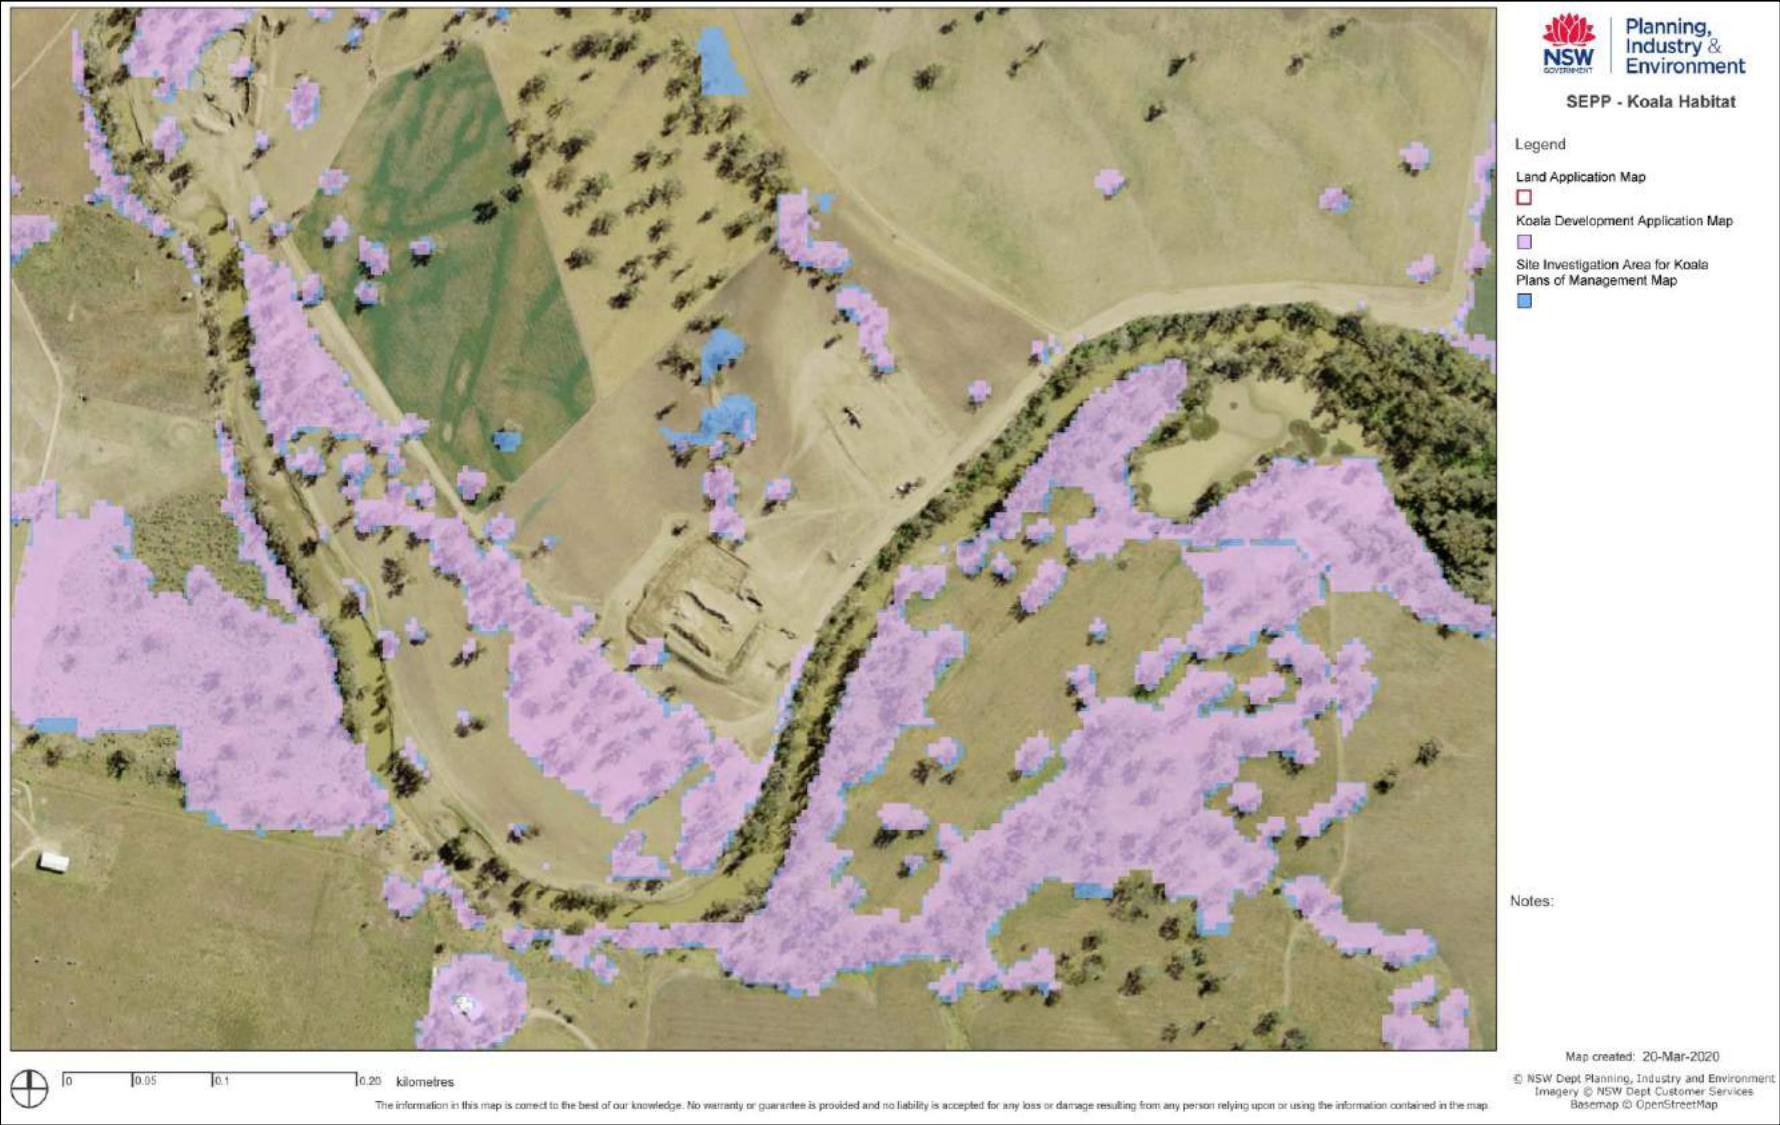 NSW
GOVERNMENT
Planning,
Industry &
Environment
SEPP - Koala Habitat
Legend
Land Application Map
Koala Development Application Map
Site Investigation Area for Koala
Plans of Management Map
Notes:
Map created: 20-Mar-2020
© NSW Dept Planning, Industry and Environment
Imagery © NSW Dept Customer Services
Basemap © OpenStreetMap
0 0.05 0.1 0.20 kilometres
The information in this map is correct to the best of our knowledge. No warranty or guarantee is provided and no liability is accepted for any loss or damage resulting from any person relying upon or using the information contained in the map.